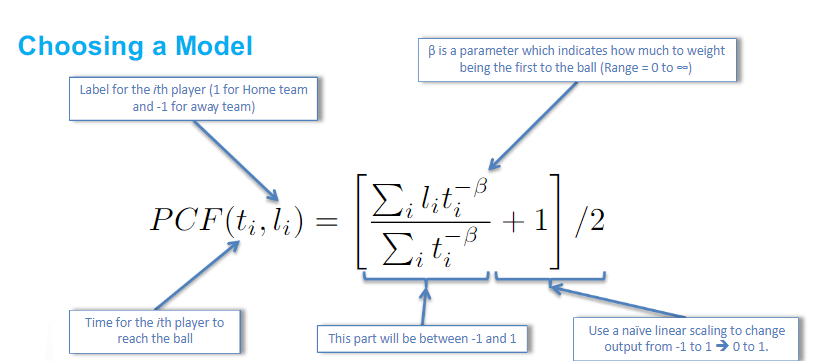 Choosing a Model
β is a parameter which indicates how much to weight
being the first to the ball (Range = 0 to ∞)
Label for the ith player (1 for Home team
and -1 for away team)
PCF(t_i, l_i) = [ \frac{\sum_i l_i t_i^{-β}}{\sum_i t_i^{-β}} + 1 ] /2
Time for the ith player to
reach the ball
This part will be between -1 and 1
Use a naïve linear scaling to change
output from -1 to 1 → 0 to 1.